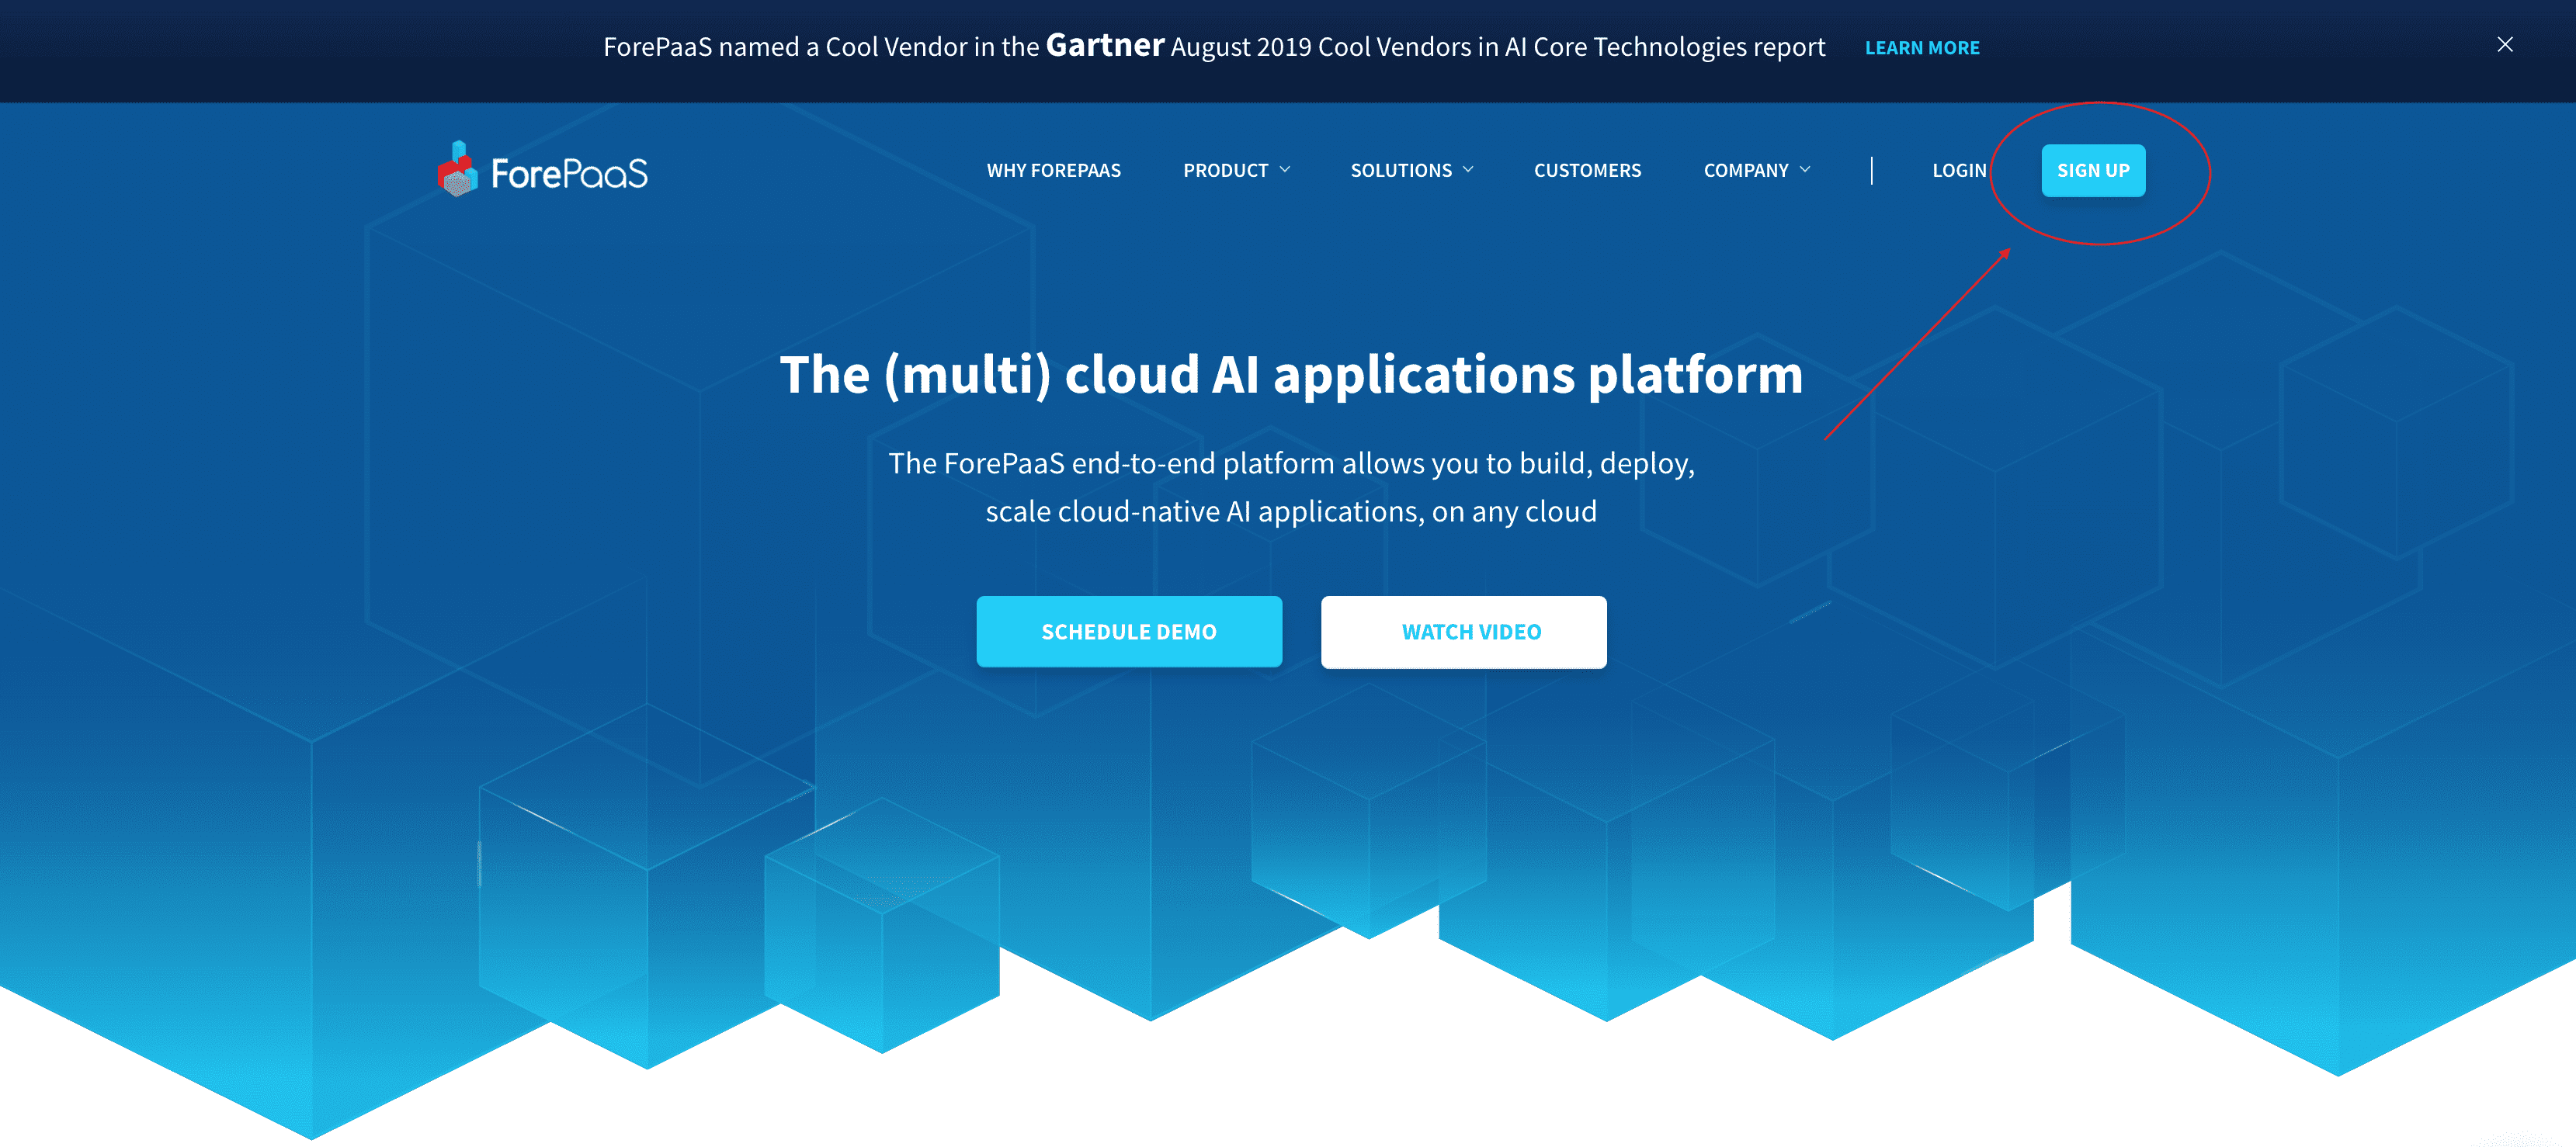 ForePaaS named a Cool Vendor in the Gartner August 2019 Cool Vendors in AI Core Technologies report LEARN MORE
ForePaaS WHY FOREPAAS PRODUCT SOLUTIONS CUSTOMERS COMPANY LOGIN SIGN UP
The (multi) cloud AI applications platform
The ForePaaS end-to-end platform allows you to build, deploy,
scale cloud-native AI applications, on any cloud
SCHEDULE DEMO WATCH VIDEO